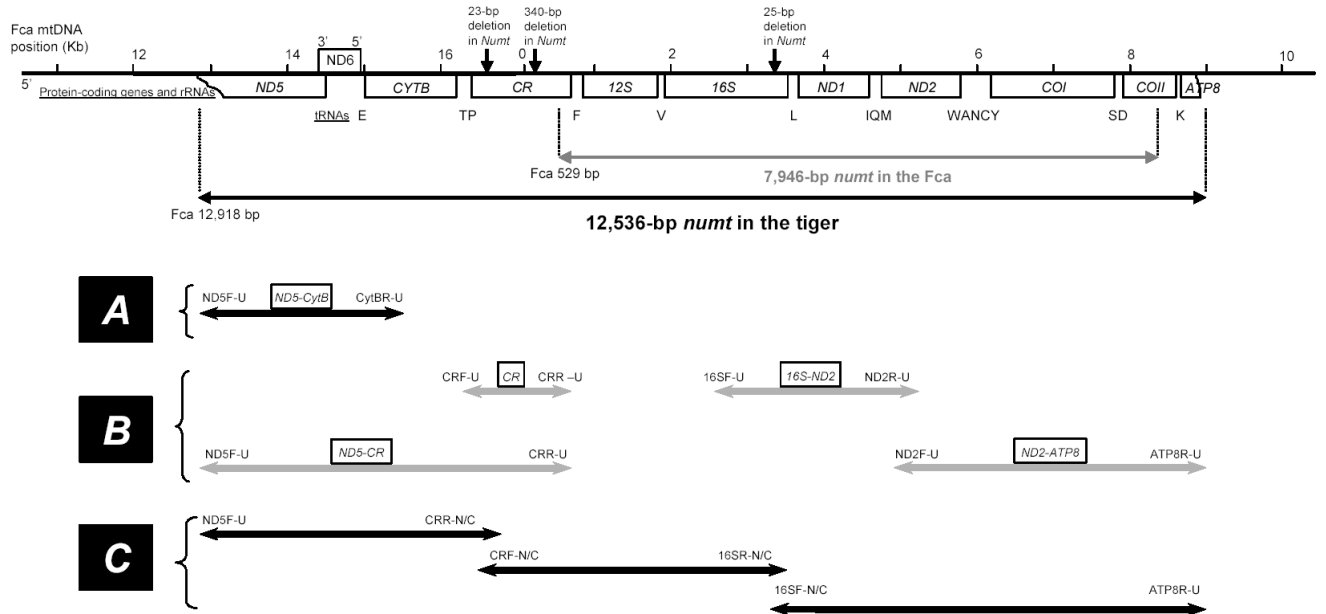 23-bp deletion in Numt
340-bp deletion in Numt
25-bp deletion in Numt
Fca mtDNA position (Kb)
12 14 3' 5' 16 0 2 4 6 8 10
ND6
5'
Protein-coding genes and rRNAs
ND5 CYTB CR 12S 16S ND1 ND2 COI COII ATP8
tRNAs E TP F V L IQM WANCY SD K
Fca 529 bp
7,946-bp numt in the Fca
Fca 12,918 bp
12,536-bp numt in the tiger
A
ND5F-U ND5-CytB CytBR-U
B
CRF-U CR CRR –U 16SF-U 16S-ND2 ND2R-U
ND5F-U ND5-CR CRR-U ND2F-U ND2-ATP8 ATP8R-U
C
ND5F-U CRR-N/C
CRF-N/C 16SR-N/C
16SF-N/C ATP8R-U